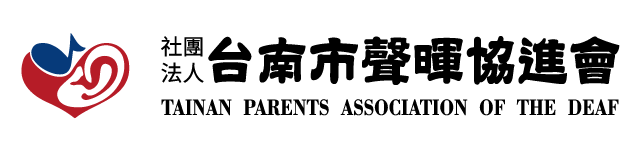 社團法人台南市聲暉協進會
TAINAN PARENTS ASSOCIATION OF THE DEAF